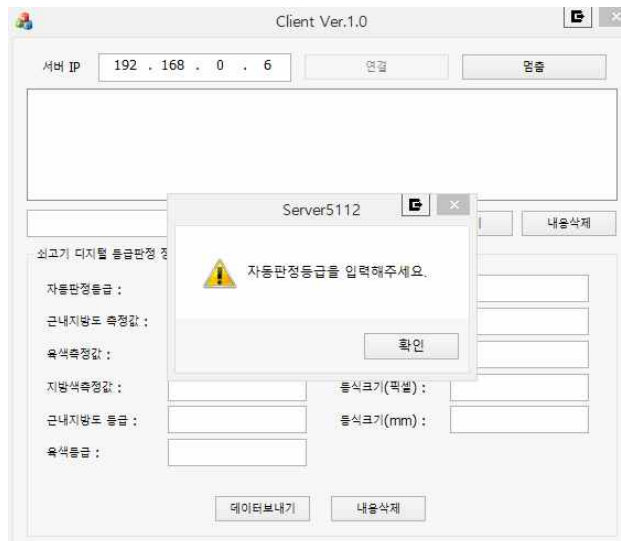 Client Ver.1.0
서버 IP 192 . 168 . 0 . 6 연결 멈춤
Server5112
내용삭제
쇠고기 디지털 등급판정 정
자동판정등급을 입력해주세요.
자동판정등급 :
근내지방도 측정값 :
확인
육색측정값 :
지방색측정값 : 등식크기(픽셀) :
근내지방도 등급 : 등식크기(mm) :
육색등급 :
데이터보내기 내용삭제